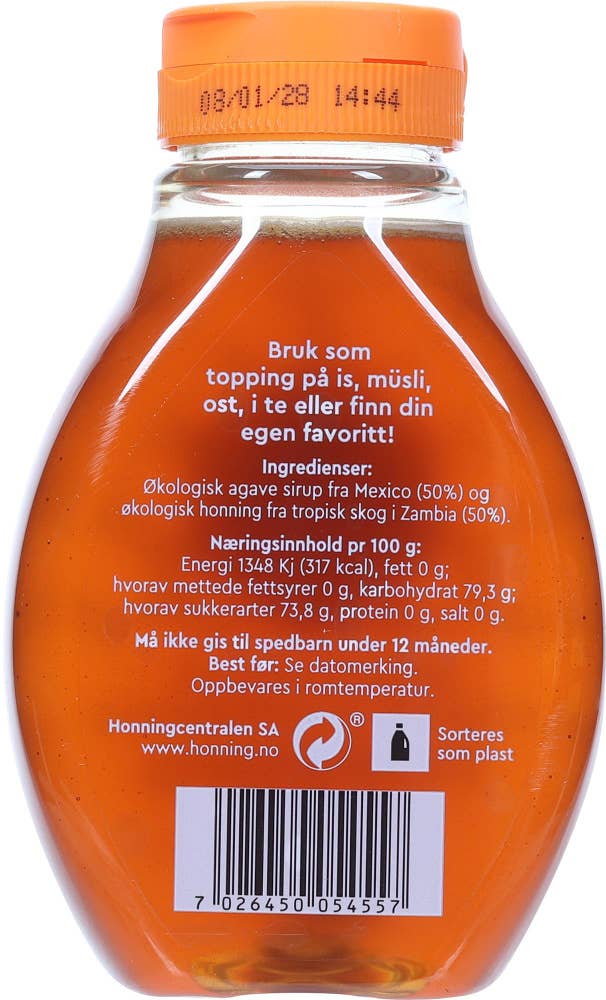 08/01/28 14:44
Bruk som
topping på is, müsli,
ost, i te eller finn din
egen favoritt!
Ingredienser:
Økologisk agave sirup fra Mexico (50%) og
økologisk honning fra tropisk skog i Zambia (50%).
Næringsinnhold pr 100 g:
Energi 1348 Kj (317 kcal), fett 0 g;
hvorav mettede fettsyrer 0 g, karbohydrat 79,3 g;
hvorav sukkerarter 73,8 g, protein 0 g, salt 0 g.
Må ikke gis til spedbarn under 12 måneder.
Best før: Se datomerking.
Oppbevares i romtemperatur.
Honningcentralen SA
www.honning.no
®
Sorteres
som plast
7 026450 054557